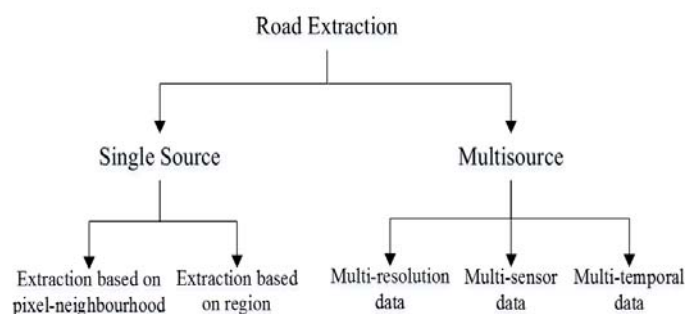 Road Extraction
Single Source
Multisource
Extraction based on
pixel-neighbourhood
Extraction based
on region
Multi-resolution
data
Multi-sensor
data
Multi-temporal
data